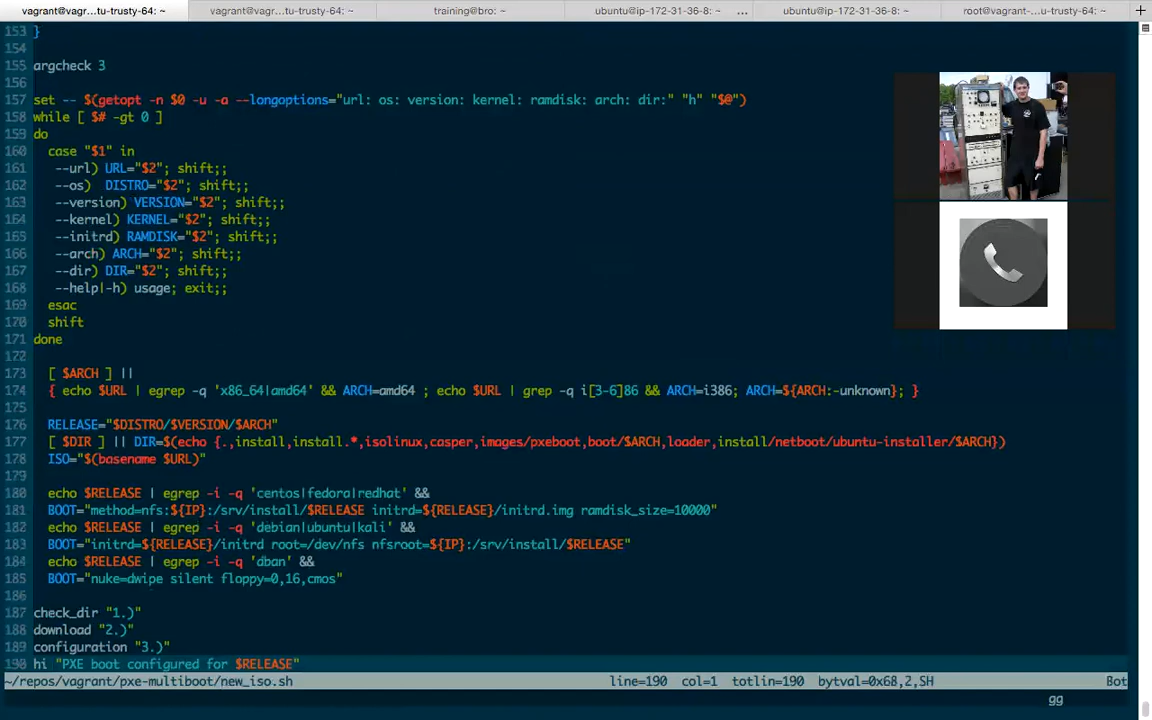 vagrant@vagr...tu-trusty-64: ~ vagrant@vagr...tu-trusty-64: ~ training@bro: ~ ubuntu@ip-172-31-36-8: ~ ... ubuntu@ip-172-31-36-8: ~ root@vagrant-...u-trusty-64: ~ +
153 }
154
155 argcheck 3
156
157 set -- $(getopt -n $0 -u -a --longoptions="url: os: version: kernel: ramdisk: arch: dir:" "h" "$@")
158 while [ $# -gt 0 ]
159 do
160   case "$1" in
161    --url) URL="$2"; shift;;
162    --os)  DISTRO="$2"; shift;;
163    --version) VERSION="$2"; shift;;
164    --kernel) KERNEL="$2"; shift;;
165    --initrd) RAMDISK="$2"; shift;;
166    --arch) ARCH="$2"; shift;;
167    --dir) DIR="$2"; shift;;
168    --help|-h) usage; exit;;
169   esac
170   shift
171 done
172
173   [ $ARCH ] ||
174   { echo $URL | egrep -q 'x86_64|amd64' && ARCH=amd64 ; echo $URL | grep -q i[3-6]86 && ARCH=i386; ARCH=${ARCH:-unknown}; }
175
176   RELEASE="$DISTRO/$VERSION/$ARCH"
177   [ $DIR ] || DIR=$(echo {.,install,install.*,isolinux,casper,images/pxeboot,boot/$ARCH,loader,install/netboot/ubuntu-installer/$ARCH})
178   ISO="$(basename $URL)"
179
180   echo $RELEASE | egrep -i -q 'centos|fedora|redhat' &&
181   BOOT="method=nfs:${IP}:/srv/install/$RELEASE initrd=${RELEASE}/initrd.img ramdisk_size=10000"
182   echo $RELEASE | egrep -i -q 'debian|ubuntu|kali' &&
183   BOOT="initrd=${RELEASE}/initrd root=/dev/nfs nfsroot=${IP}:/srv/install/$RELEASE"
184   echo $RELEASE | egrep -i -q 'dban' &&
185   BOOT="nuke=dwipe silent floppy=0,16,cmos"
186
187 check_dir "1.)"
188 download "2.)"
189 configuration "3.)"
190 hi "PXE boot configured for $RELEASE"
~/repos/vagrant/pxe-multiboot/new_iso.sh line=190 col=1 totlin=190 bytval=0x68,2,SH Bot
gg